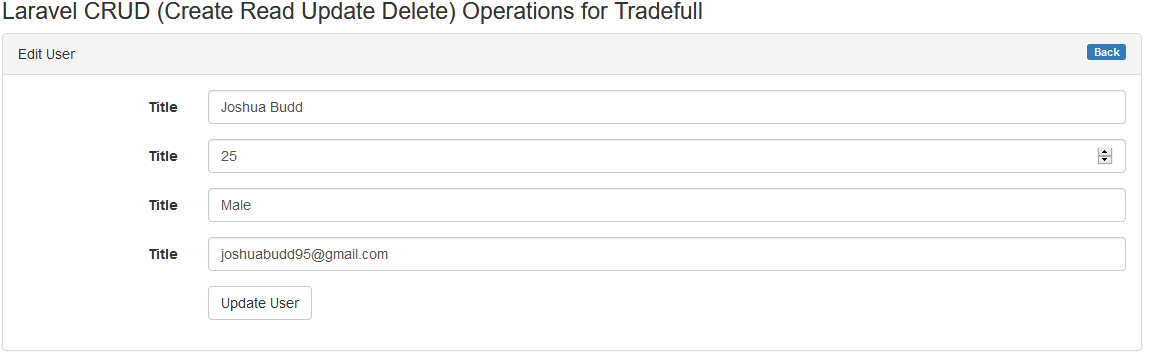 Laravel CRUD (Create Read Update Delete) Operations for Tradefull
Edit User Back
Title Joshua Budd
Title 25
Title Male
Title joshuabudd95@gmail.com
Update User